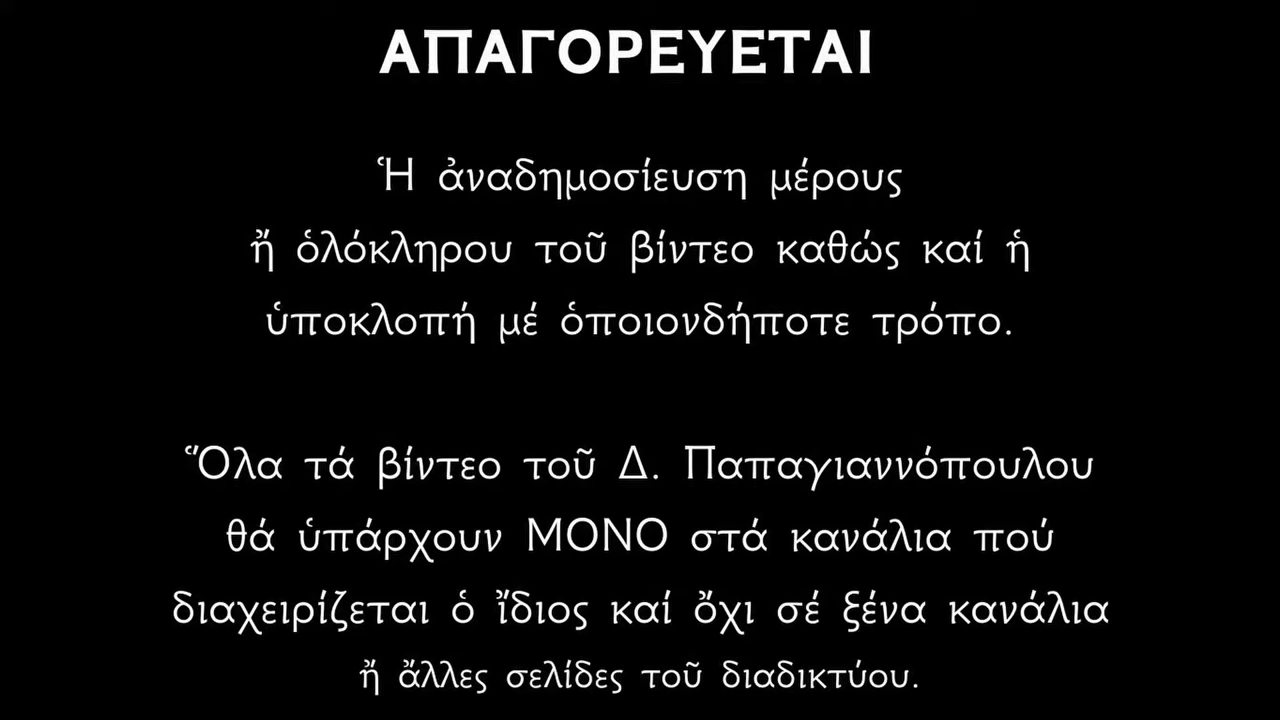 ΑΠΑΓΟΡΕΥΕΤΑΙ
Ἡ ἀναδημοσίευση μέρους
ἤ ὁλόκληρου τοῦ βίντεο καθώς καί ἡ
ὑποκλοπή μέ ὁποιονδήποτε τρόπο.
Ὅλα τά βίντεο τοῦ Δ. Παπαγιαννόπουλου
θά ὑπάρχουν ΜΟΝΟ στά κανάλια πού
διαχειρίζεται ὁ ἴδιος καί ὄχι σέ ξένα κανάλια
ἤ ἄλλες σελίδες τοῦ διαδικτύου.